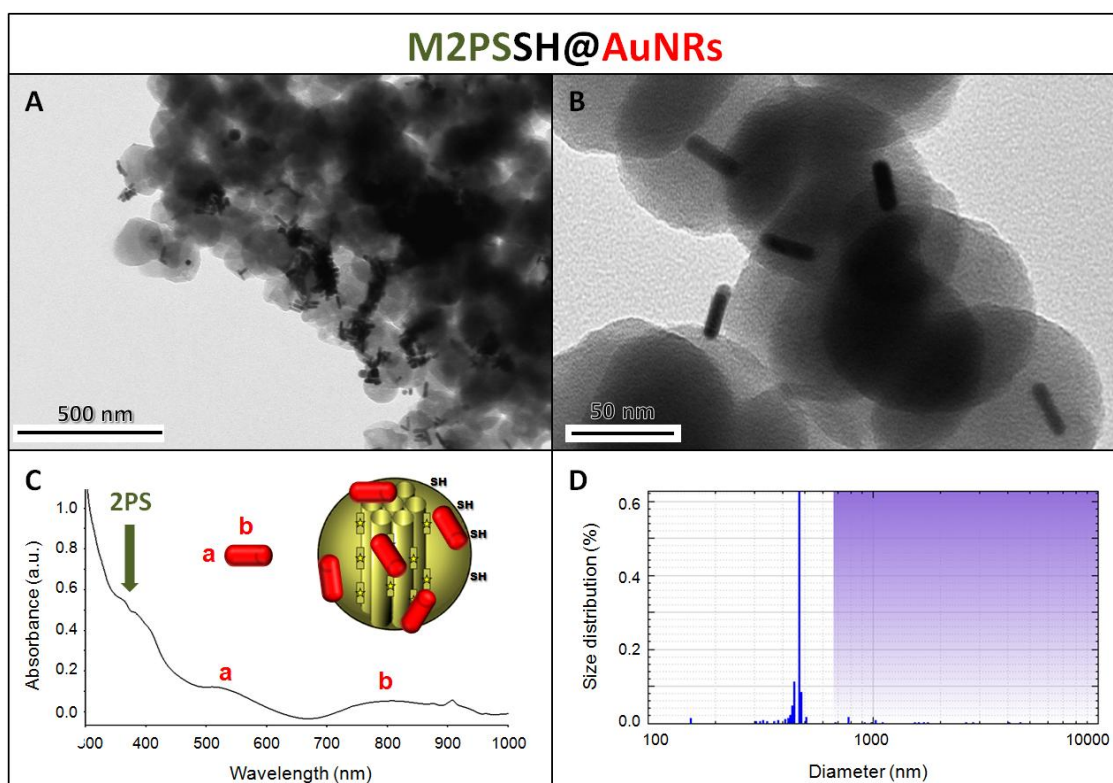 M2PSSH@AuNRs
A
500 nm
B
50 nm
C
2PS
b
a
SH
SH
SH
SH
a
b
1.0
0.8
0.6
0.4
0.2
0.0
Absorbance (a.u.)
300 400 500 600 700 800 900 1000
Wavelength (nm)
D
0.6
0.4
0.2
0.0
Size distribution (%)
100 1000 10000
Diameter (nm)